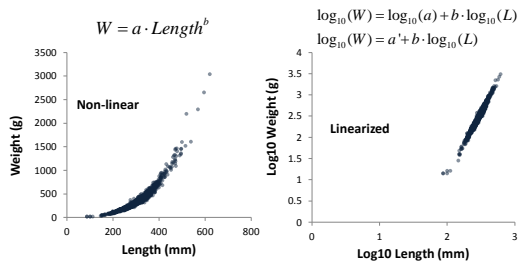 W = a · Length^b
3500
3000
2500
2000
1500
1000
500
0
Weight (g)
Non-linear
0 200 400 600 800
Length (mm)
log₁₀(W) = log₁₀(a) + b · log₁₀(L)
log₁₀(W) = a'+ b · log₁₀(L)
4
3.5
3
2.5
2
1.5
1
0.5
0
Log10 Weight (g)
Linearized
0 1 2 3
Log10 Length (mm)